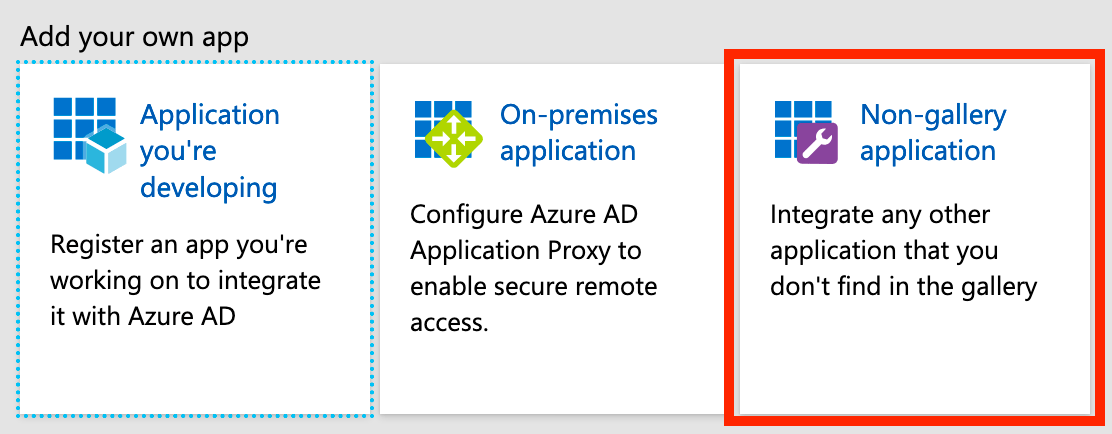 Add your own app
Application
you're
developing
Register an app you're
working on to integrate
it with Azure AD
On-premises
application
Configure Azure AD
Application Proxy to
enable secure remote
access.
Non-gallery
application
Integrate any other
application that you
don't find in the gallery